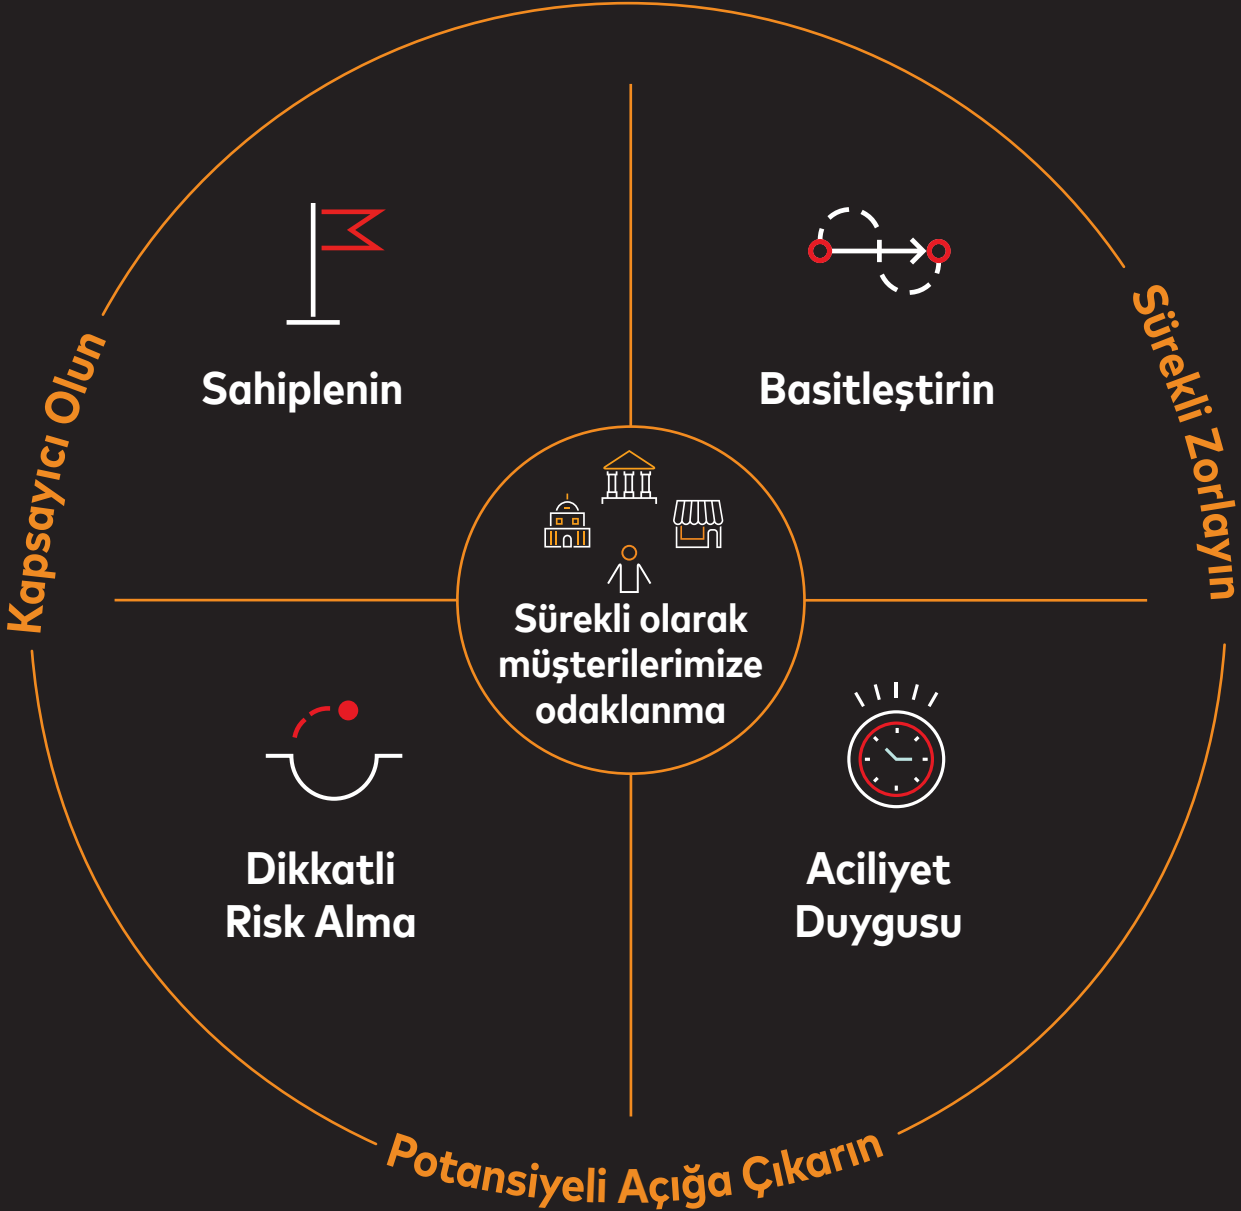 Sahiplenin
Basitleştirin
Kapsayıcı Olun
Sürekli Zorlayın
Sürekli olarak
müşterilerimize
odaklanma
Dikkatli
Risk Alma
Aciliyet
Duygusu
Potansiyeli Açığa Çıkarın